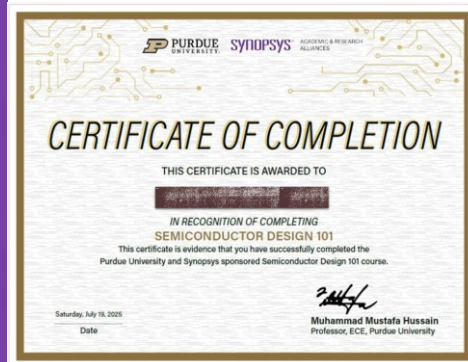 PURDUE UNIVERSITY. SYNOPSYS® ACADEMIC & RESEARCH ALLIANCES
CERTIFICATE OF COMPLETION
THIS CERTIFICATE IS AWARDED TO
IN RECOGNITION OF COMPLETING
SEMICONDUCTOR DESIGN 101
This certificate is evidence that you have successfully completed the
Purdue University and Synopsys sponsored Semiconductor Design 101 course.
Saturday, July 19, 2025
Date
Muhammad Mustafa Hussain
Professor, ECE, Purdue University